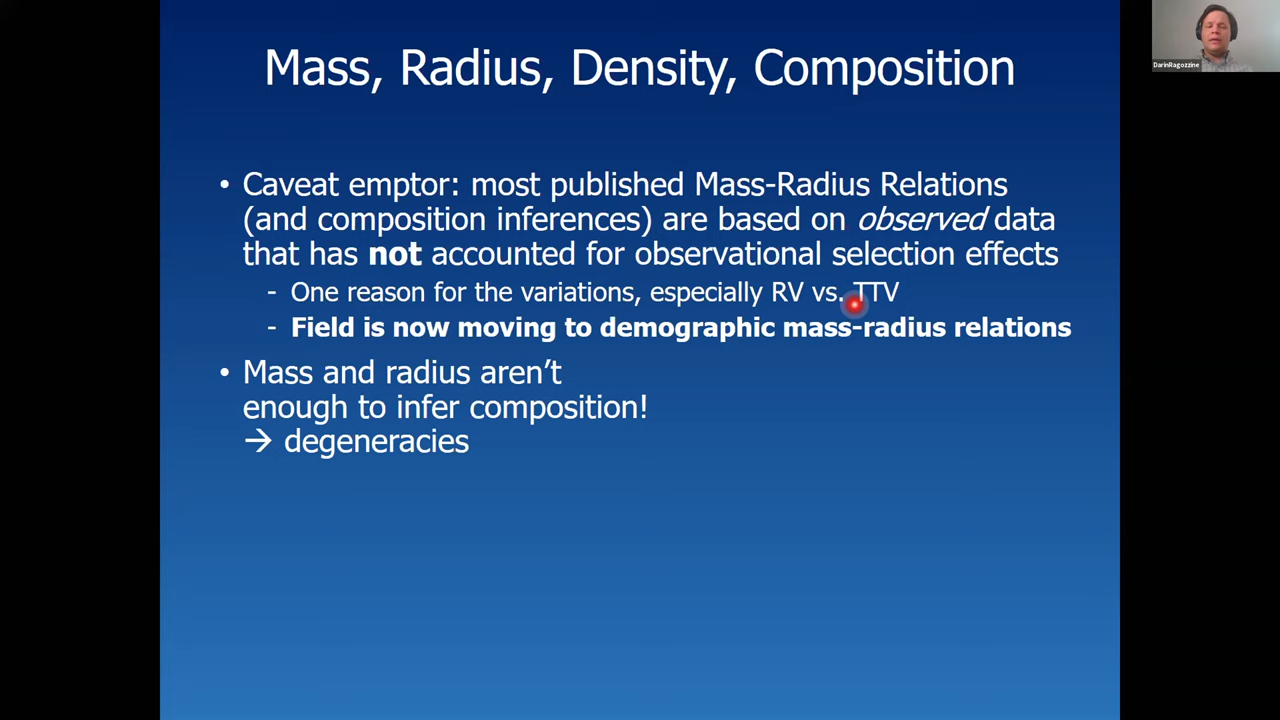 Mass, Radius, Density, Composition
• Caveat emptor: most published Mass-Radius Relations
(and composition inferences) are based on observed data
that has not accounted for observational selection effects
- One reason for the variations, especially RV vs. TTV
- Field is now moving to demographic mass-radius relations
• Mass and radius aren’t
enough to infer composition!
→ degeneracies
DarinRagozzine